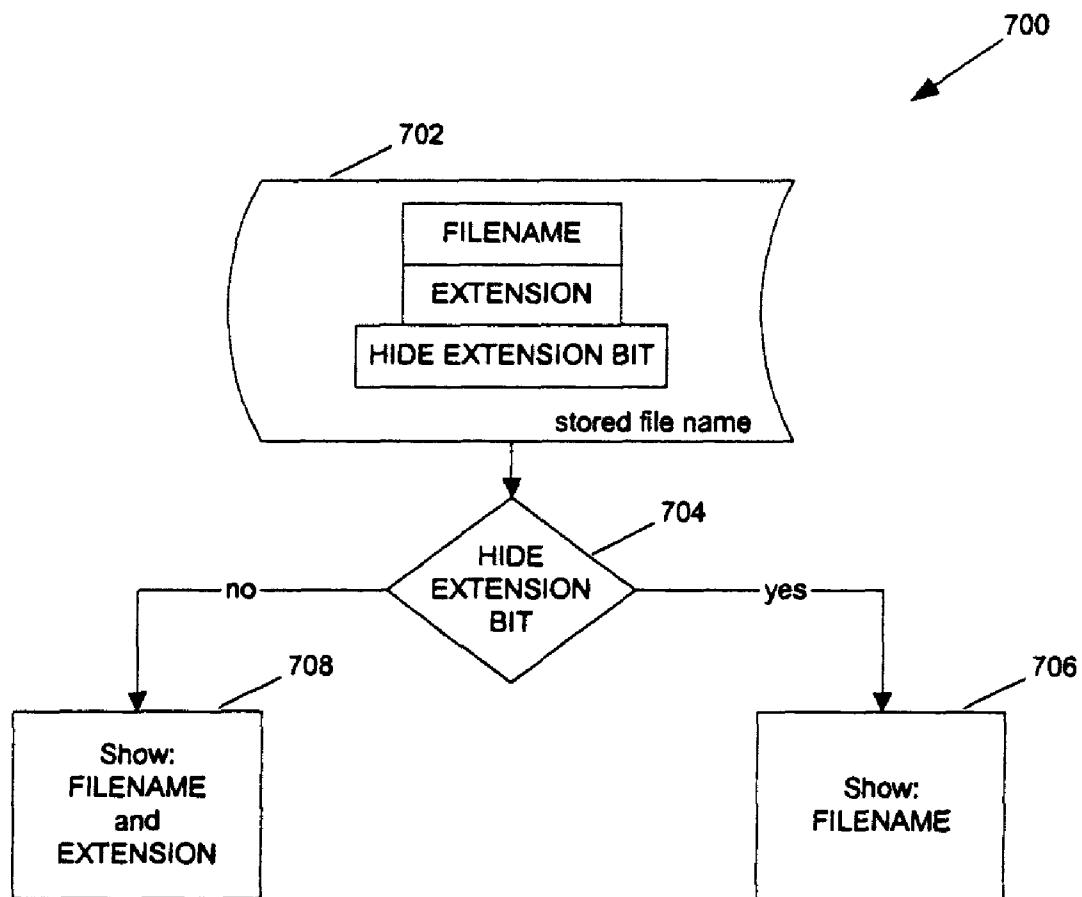 700
702
FILENAME
EXTENSION
HIDE EXTENSION BIT
stored file name
704
HIDE
EXTENSION
BIT
no
yes
708
706
Show:
FILENAME
and
EXTENSION
Show:
FILENAME